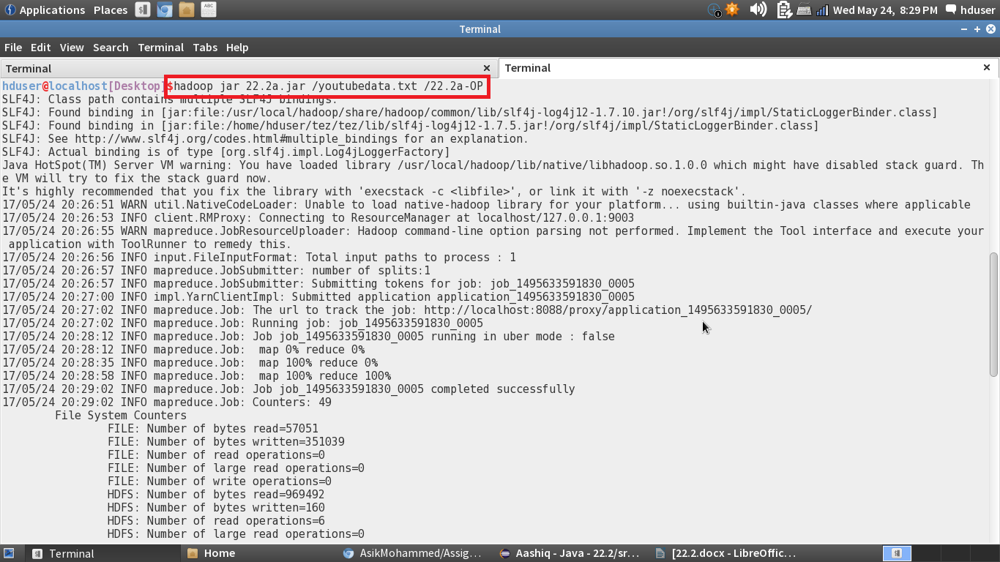 Applications Places Wed May 24, 8:29 PM hduser
Terminal
File Edit View Search Terminal Tabs Help
Terminal
Terminal
hduser@localhost[Desktop]$hadoop jar 22.2a.jar /youtubedata.txt /22.2a-OP
SLF4J: Class path contains multiple SLF4J bindings.
SLF4J: Found binding in [jar:file:/usr/local/hadoop/share/hadoop/common/lib/slf4j-log4j12-1.7.10.jar!/org/slf4j/impl/StaticLoggerBinder.class]
SLF4J: Found binding in [jar:file:/home/hduser/tez/tez/lib/slf4j-log4j12-1.7.5.jar!/org/slf4j/impl/StaticLoggerBinder.class]
SLF4J: See http://www.slf4j.org/codes.html#multiple_bindings for an explanation.
SLF4J: Actual binding is of type [org.slf4j.impl.Log4jLoggerFactory]
Java HotSpot(TM) Server VM warning: You have loaded library /usr/local/hadoop/lib/native/libhadoop.so.1.0.0 which might have disabled stack guard. Th
e VM will try to fix the stack guard now.
It's highly recommended that you fix the library with 'execstack -c <libfile>', or link it with '-z noexecstack'.
17/05/24 20:26:51 WARN util.NativeCodeLoader: Unable to load native-hadoop library for your platform... using builtin-java classes where applicable
17/05/24 20:26:53 INFO client.RMProxy: Connecting to ResourceManager at localhost/127.0.0.1:9003
17/05/24 20:26:55 WARN mapreduce.JobResourceUploader: Hadoop command-line option parsing not performed. Implement the Tool interface and execute your
application with ToolRunner to remedy this.
17/05/24 20:26:56 INFO input.FileInputFormat: Total input paths to process : 1
17/05/24 20:26:57 INFO mapreduce.JobSubmitter: number of splits:1
17/05/24 20:26:57 INFO mapreduce.JobSubmitter: Submitting tokens for job: job_1495633591830_0005
17/05/24 20:27:00 INFO impl.YarnClientImpl: Submitted application application_1495633591830_0005
17/05/24 20:27:02 INFO mapreduce.Job: The url to track the job: http://localhost:8088/proxy/application_1495633591830_0005/
17/05/24 20:27:02 INFO mapreduce.Job: Running job: job_1495633591830_0005
17/05/24 20:28:12 INFO mapreduce.Job: Job job_1495633591830_0005 running in uber mode : false
17/05/24 20:28:12 INFO mapreduce.Job:  map 0% reduce 0%
17/05/24 20:28:35 INFO mapreduce.Job:  map 100% reduce 0%
17/05/24 20:28:58 INFO mapreduce.Job:  map 100% reduce 100%
17/05/24 20:29:02 INFO mapreduce.Job: Job job_1495633591830_0005 completed successfully
17/05/24 20:29:02 INFO mapreduce.Job: Counters: 49
File System Counters
FILE: Number of bytes read=57051
FILE: Number of bytes written=351039
FILE: Number of read operations=0
FILE: Number of large read operations=0
FILE: Number of write operations=0
HDFS: Number of bytes read=969492
HDFS: Number of bytes written=160
HDFS: Number of read operations=6
HDFS: Number of large read operations=0
Terminal Home AsikMohammed/Assig... Aashiq - Java - 22.2/sr... [22.2.docx - LibreOffic...